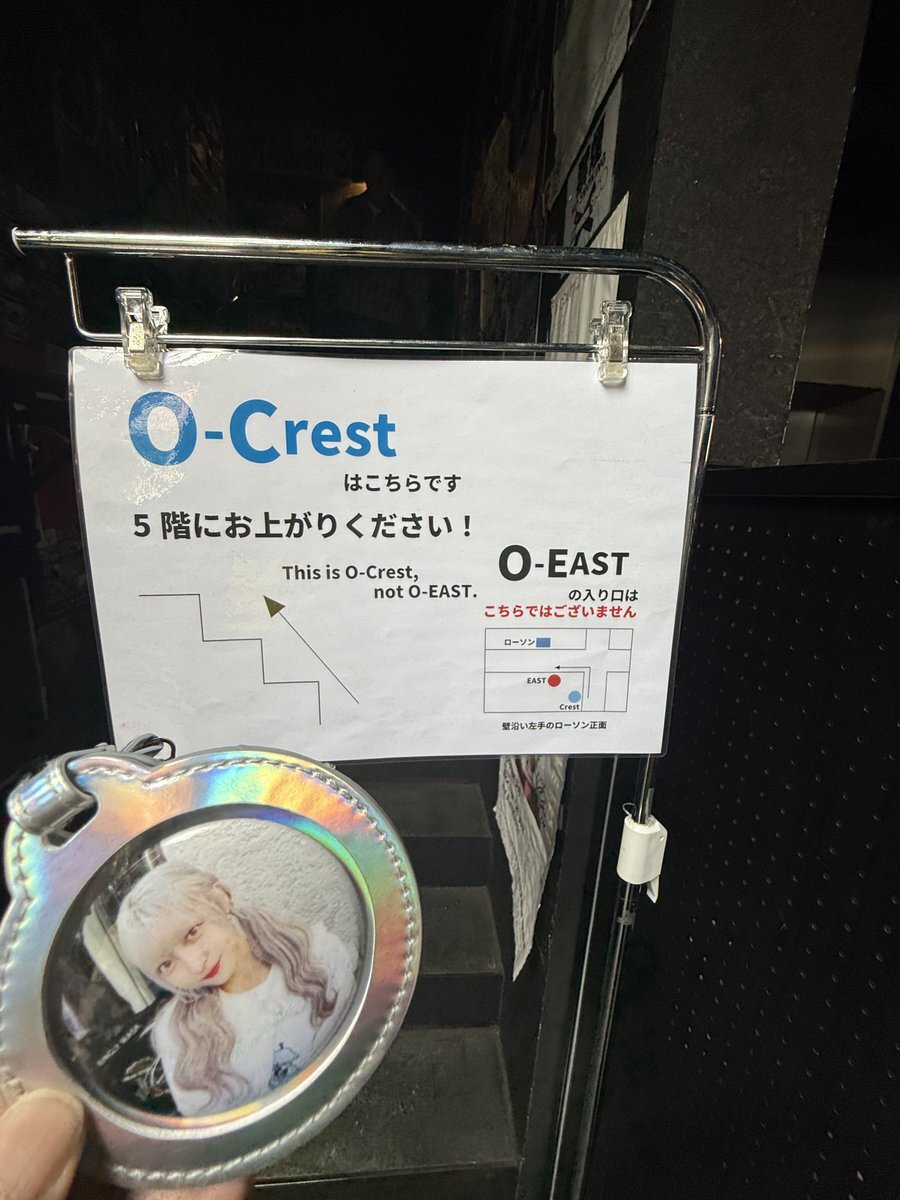 O-Crest
はこちらです
5 階にお上がりください！
This is O-Crest,
not O-EAST.
O-EAST
の入り口は
こちらではございません
ローソン
EAST
Crest
壁沿い左手のローソン正面